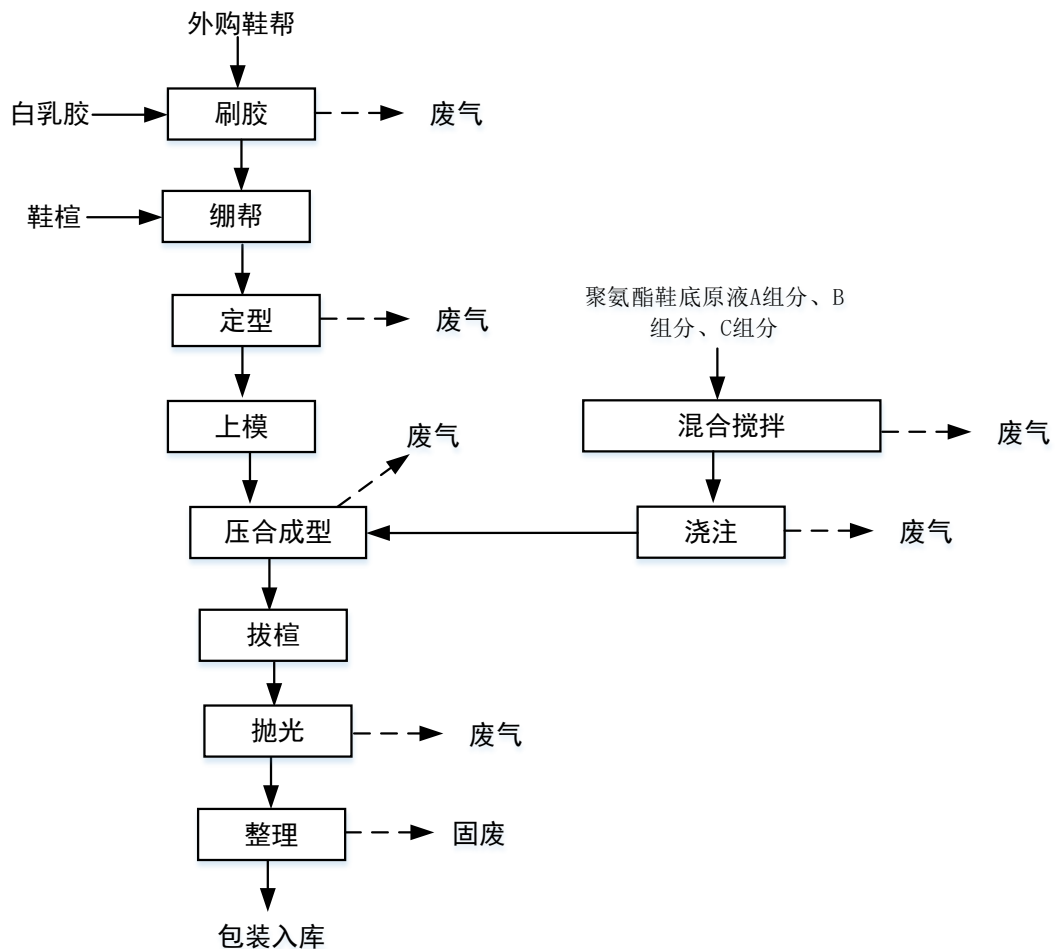 外购鞋帮
白乳胶
刷胶
废气
鞋楦
绷帮
定型
废气
聚氨酯鞋底原液A组分、B
组分、C组分
上模
废气
混合搅拌
废气
压合成型
浇注
废气
拔楦
抛光
废气
整理
固废
包装入库